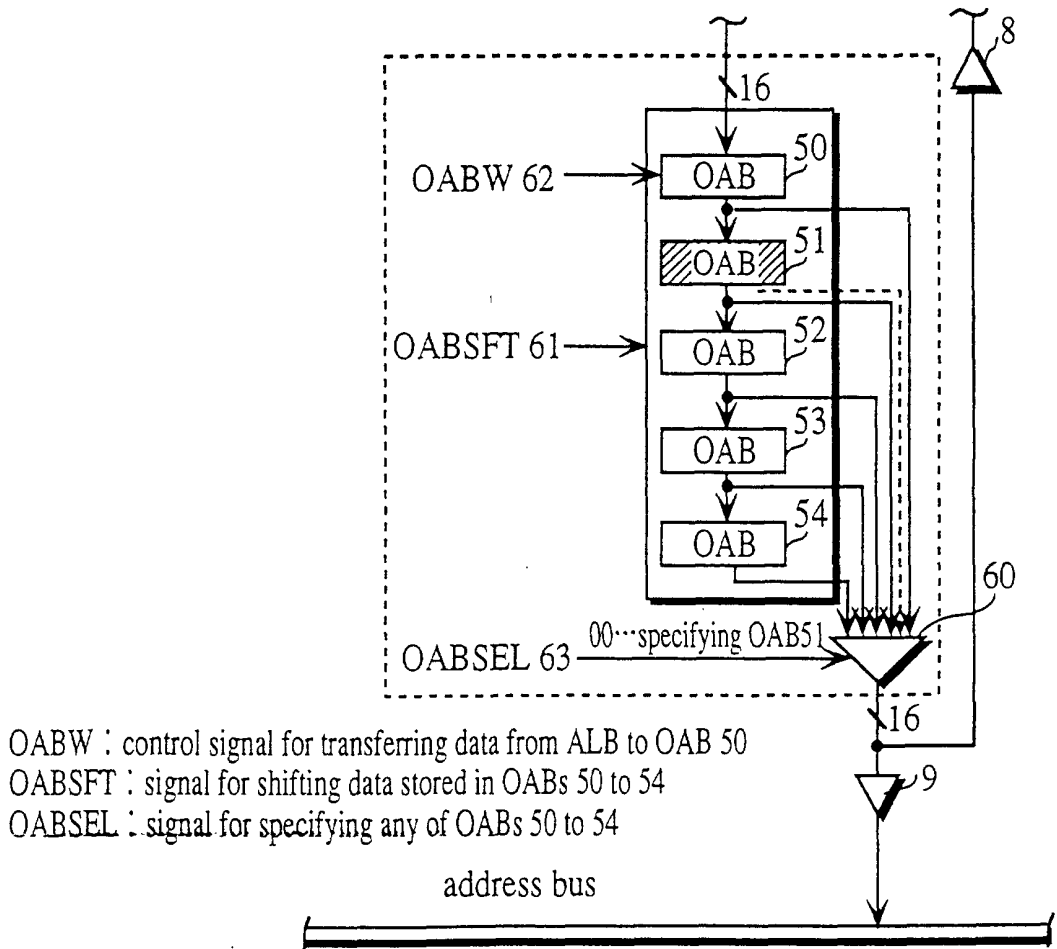 8
16
50
OABW 62
OAB
51
OAB
OABSFT 61
52
OAB
53
OAB
54
OAB
60
00···specifying OAB51
OABSEL 63
16
9
OABW : control signal for transferring data from ALB to OAB 50
OABSFT : signal for shifting data stored in OABs 50 to 54
OABSEL : signal for specifying any of OABs 50 to 54
address bus